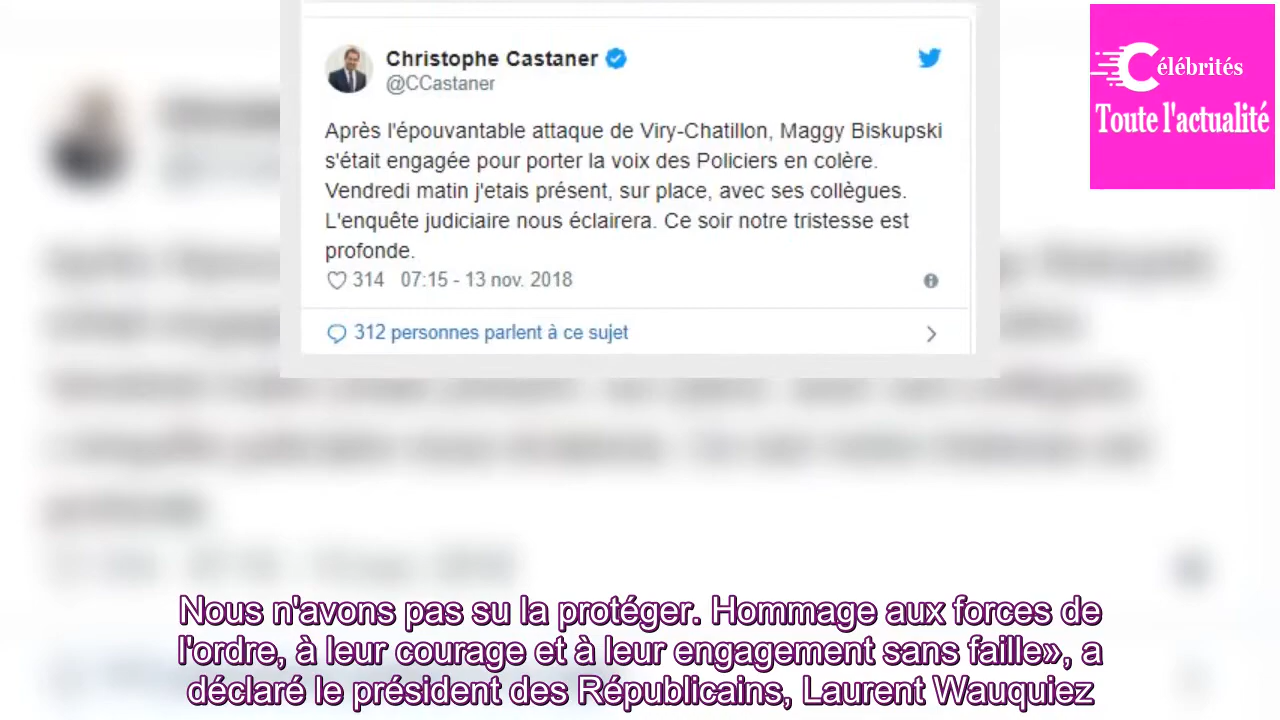 Christophe Castaner
@CCastaner
Après l'épouvantable attaque de Viry-Chatillon, Maggy Biskupski
s'était engagée pour porter la voix des Policiers en colère.
Vendredi matin j'etais présent, sur place, avec ses collègues.
L'enquête judiciaire nous éclairera. Ce soir notre tristesse est
profonde.
314 07:15 - 13 nov. 2018
312 personnes parlent à ce sujet
Célébrités
Toute l'actualité
Nous n'avons pas su la protéger. Hommage aux forces de
l'ordre, à leur courage et à leur engagement sans faille», a
déclaré le président des Républicains, Laurent Wauquiez